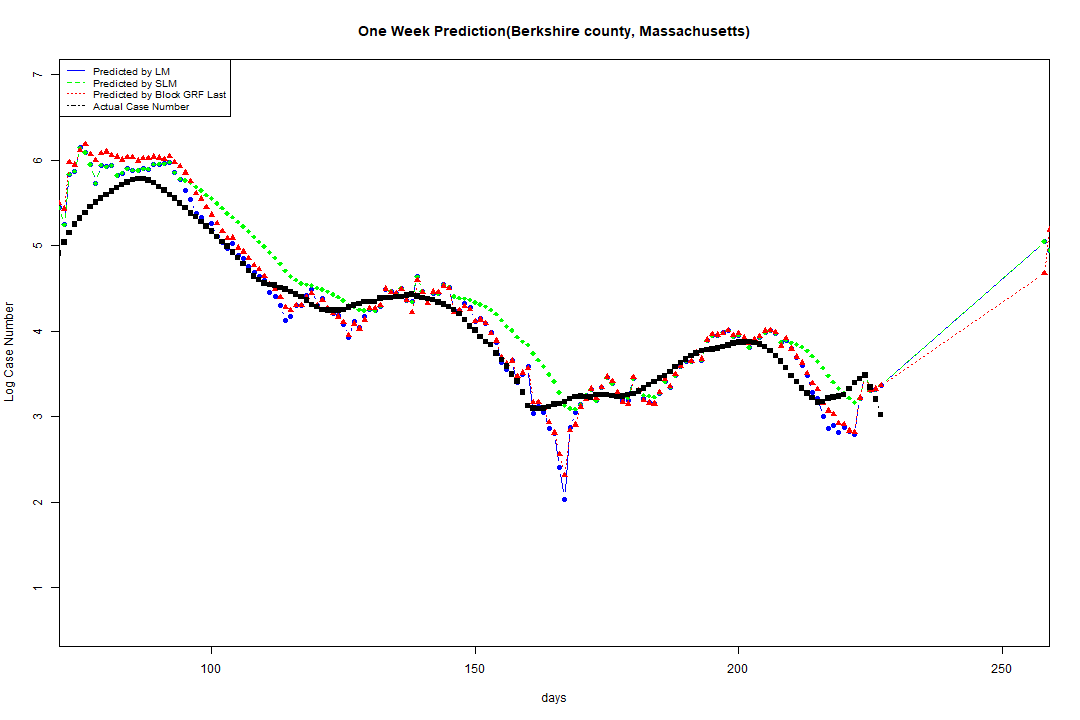 One Week Prediction(Berkshire county, Massachusetts)
Predicted by LM
Predicted by SLM
Predicted by Block GRF Last
Actual Case Number
7
6
5
4
3
2
1
Log Case Number
100 150 200 250
days